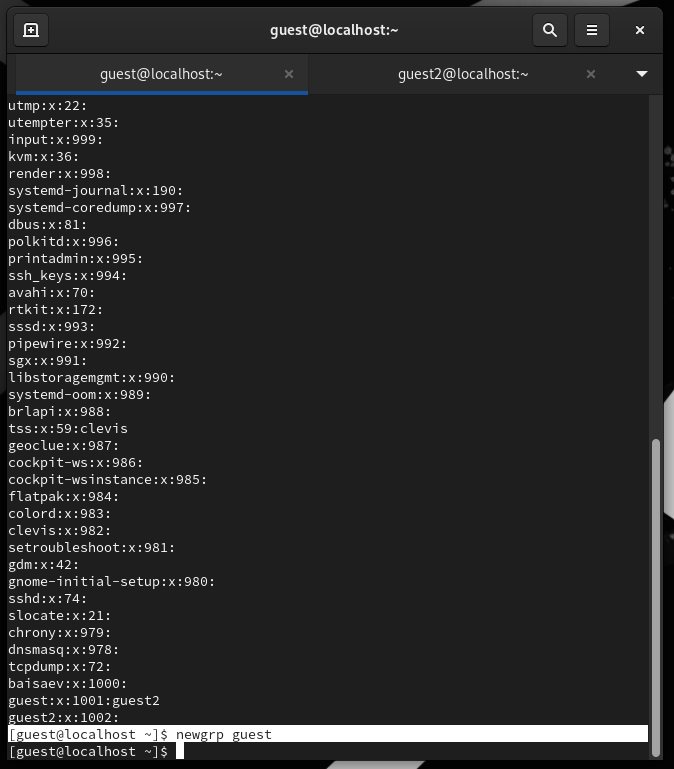 guest@localhost:~
guest@localhost:~
guest2@localhost:~
utmp:x:22:
utempter:x:35:
input:x:999:
kvm:x:36:
render:x:998:
systemd-journal:x:190:
systemd-coredump:x:997:
dbus:x:81:
polkitd:x:996:
printadmin:x:995:
ssh_keys:x:994:
avahi:x:70:
rtkit:x:172:
sssd:x:993:
pipewire:x:992:
sgx:x:991:
libstoragemgmt:x:990:
systemd-oom:x:989:
brlapi:x:988:
tss:x:59:clevis
geoclue:x:987:
cockpit-ws:x:986:
cockpit-wsinstance:x:985:
flatpak:x:984:
colord:x:983:
clevis:x:982:
setroubleshoot:x:981:
gdm:x:42:
gnome-initial-setup:x:980:
sshd:x:74:
slocate:x:21:
chrony:x:979:
dnsmasq:x:978:
tcpdump:x:72:
baisaev:x:1000:
guest:x:1001:guest2
guest2:x:1002:
[guest@localhost ~]$ newgrp guest
[guest@localhost ~]$